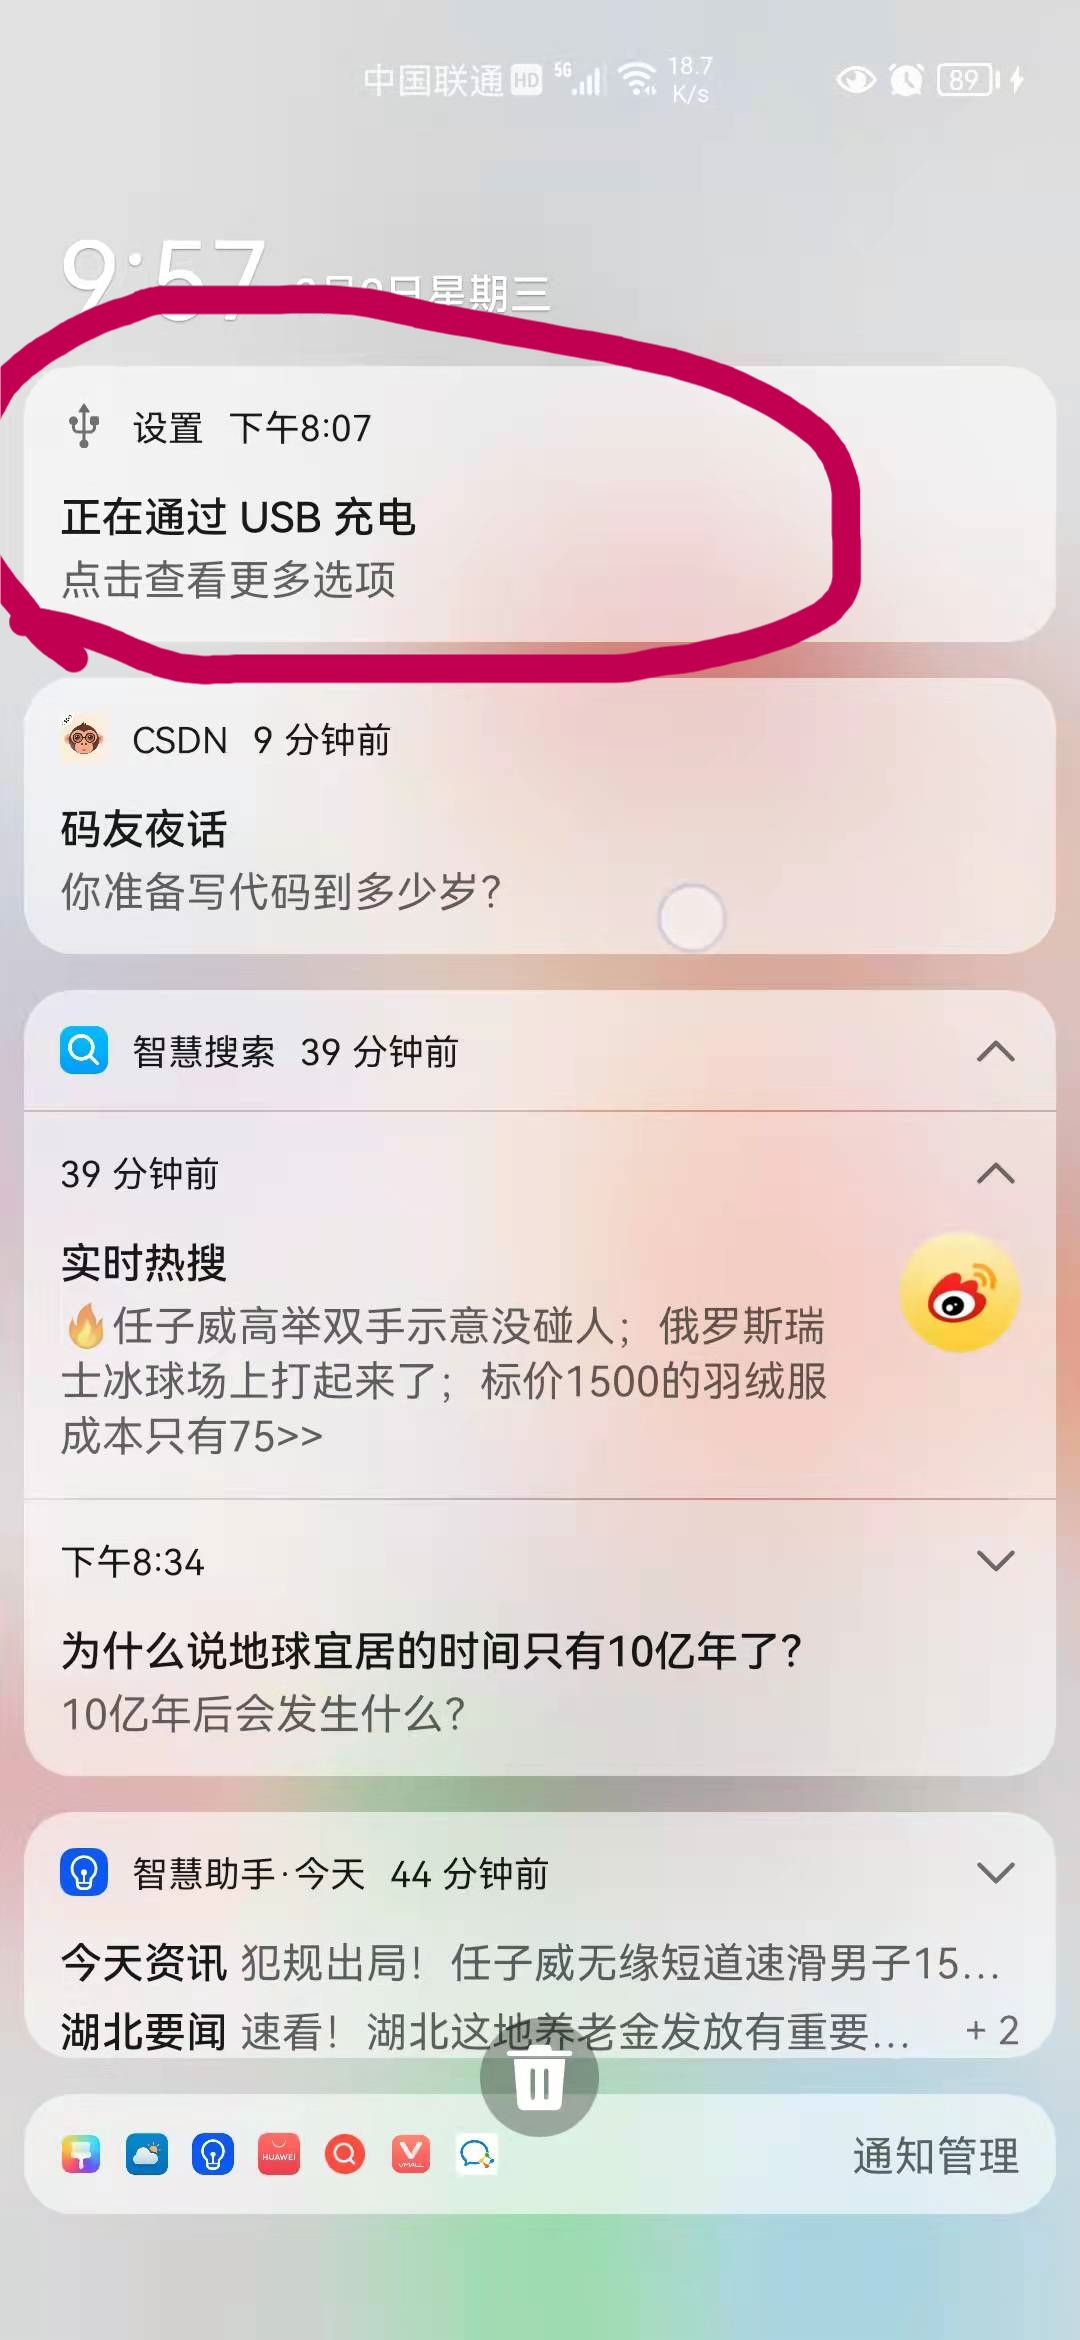 中国联通 HD 5G 18.7 K/s 89
9:57 星期三
设置 下午8:07
正在通过 USB 充电
点击查看更多选项
CSDN 9 分钟前
码友夜话
你准备写代码到多少岁?
智慧搜索 39 分钟前
39 分钟前
实时热搜
🔥任子威高举双手示意没碰人；俄罗斯瑞
士冰球场上打起来了；标价1500的羽绒服
成本只有75>>
下午8:34
为什么说地球宜居的时间只有10亿年了?
10亿年后会发生什么?
智慧助手·今天 44 分钟前
今天资讯 犯规出局！任子威无缘短道速滑男子15...
湖北要闻 速看！湖北这地养老金发放有重要... + 2
HUAWEI VMALL 通知管理